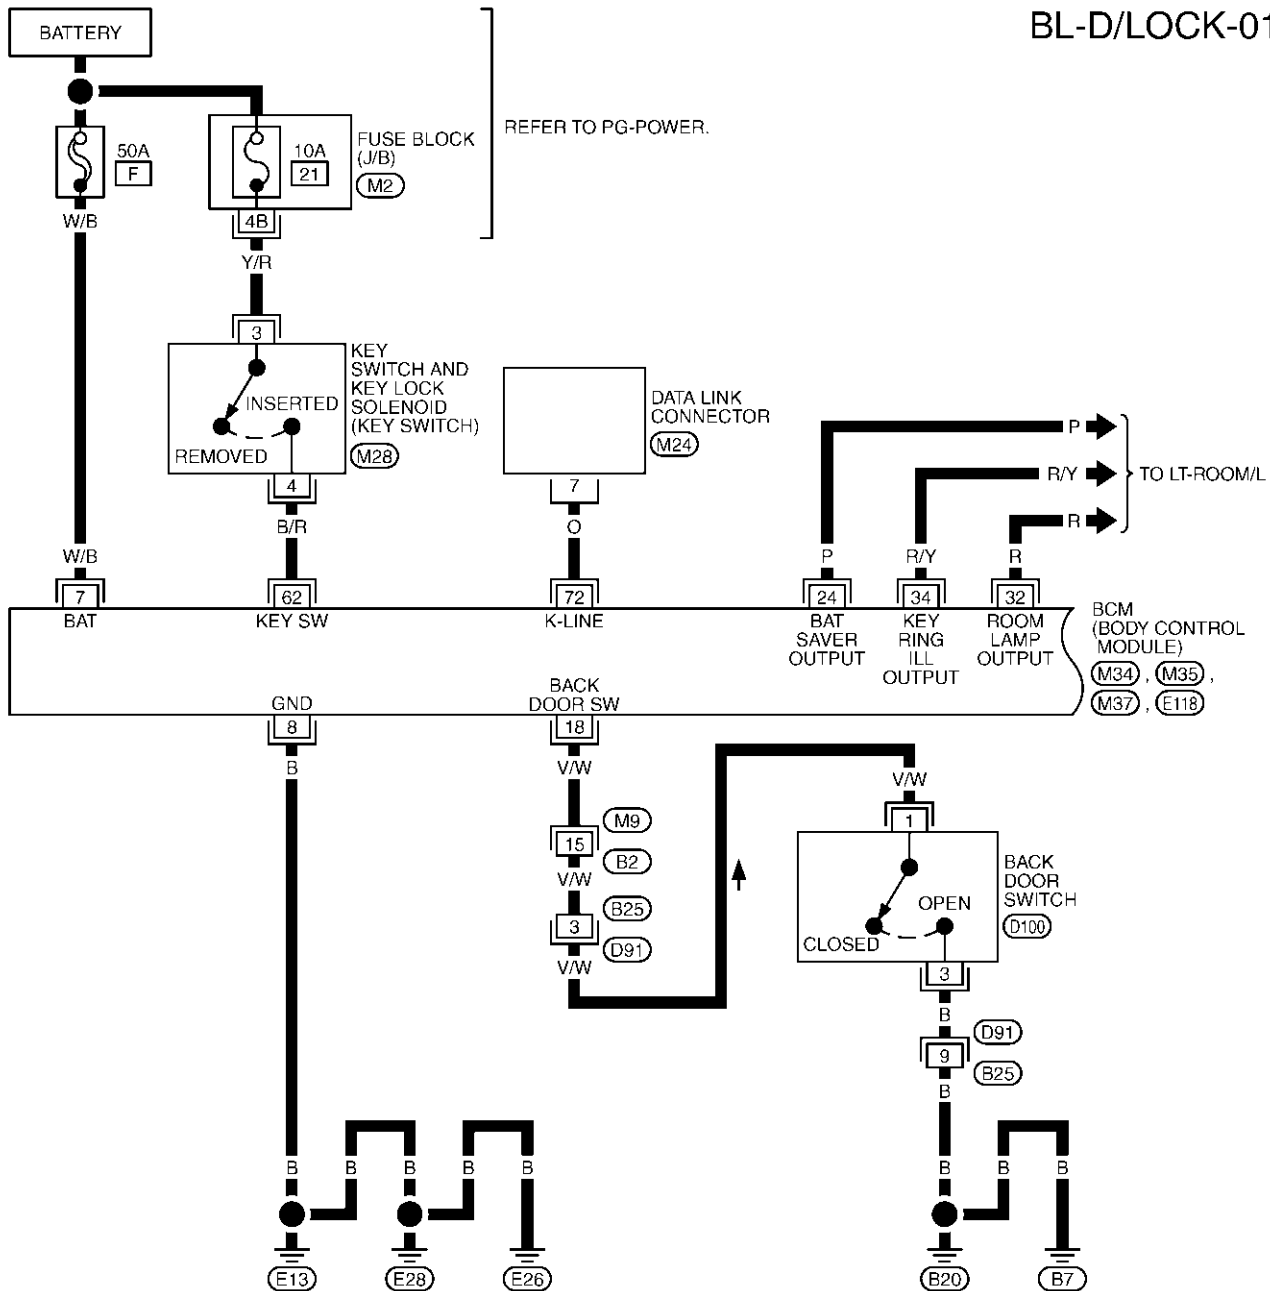 BL-D/LOCK-01
BATTERY
REFER TO PG-POWER.
50A
F
10A
21
FUSE BLOCK
(J/B)
M2
W/B
4B
Y/R
3
KEY
SWITCH AND
KEY LOCK
SOLENOID
(KEY SWITCH)
M28
INSERTED
REMOVED
4
B/R
DATA LINK
CONNECTOR
M24
7
O
P
R/Y
R
TO LT-ROOM/L
W/B
P
R/Y
R
7
62
72
24
34
32
BAT
KEY SW
K-LINE
BAT
SAVER
OUTPUT
KEY
RING
ILL
OUTPUT
ROOM
LAMP
OUTPUT
BCM
(BODY CONTROL
MODULE)
M34 , M35 ,
M37 , E118
GND
BACK
DOOR SW
8
18
B
V/W
M9
15
B2
V/W
B25
3
D91
V/W
V/W
1
BACK
DOOR
SWITCH
D100
OPEN
CLOSED
3
B
D91
9
B25
B
B B B B B
B B B
E13
E28
E26
B20
B7